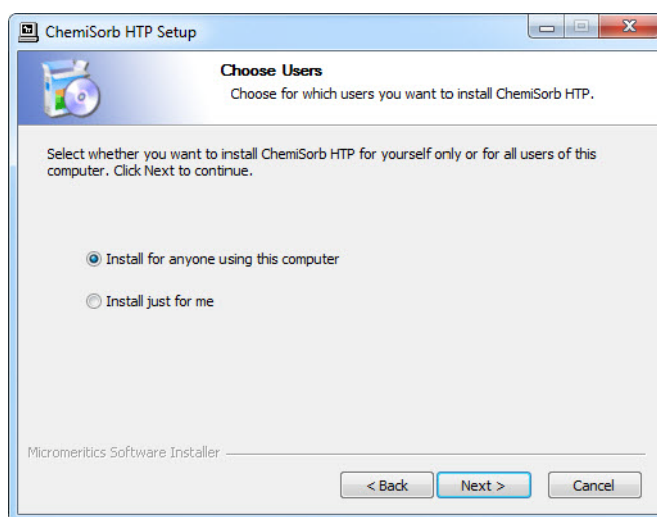 ChemiSorb HTP Setup
Choose Users
Choose for which users you want to install ChemiSorb HTP.
Select whether you want to install ChemiSorb HTP for yourself only or for all users of this
computer. Click Next to continue.
Install for anyone using this computer
Install just for me
Micromeritics Software Installer
< Back
Next >
Cancel